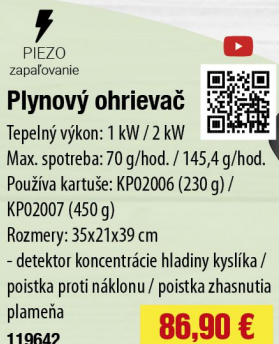 PIEZO
zapaľovanie
Plynový ohrievač
Tepelný výkon: 1 kW / 2 kW
Max. spotreba: 70 g/hod. / 145,4 g/hod.
Používa kartuše: KP02006 (230 g) /
KP02007 (450 g)
Rozmery: 35x21x39 cm
- detektor koncentrácie hladiny kyslíka /
poistka proti náklonu / poistka zhasnutia
plameňa
119642
86,90 €